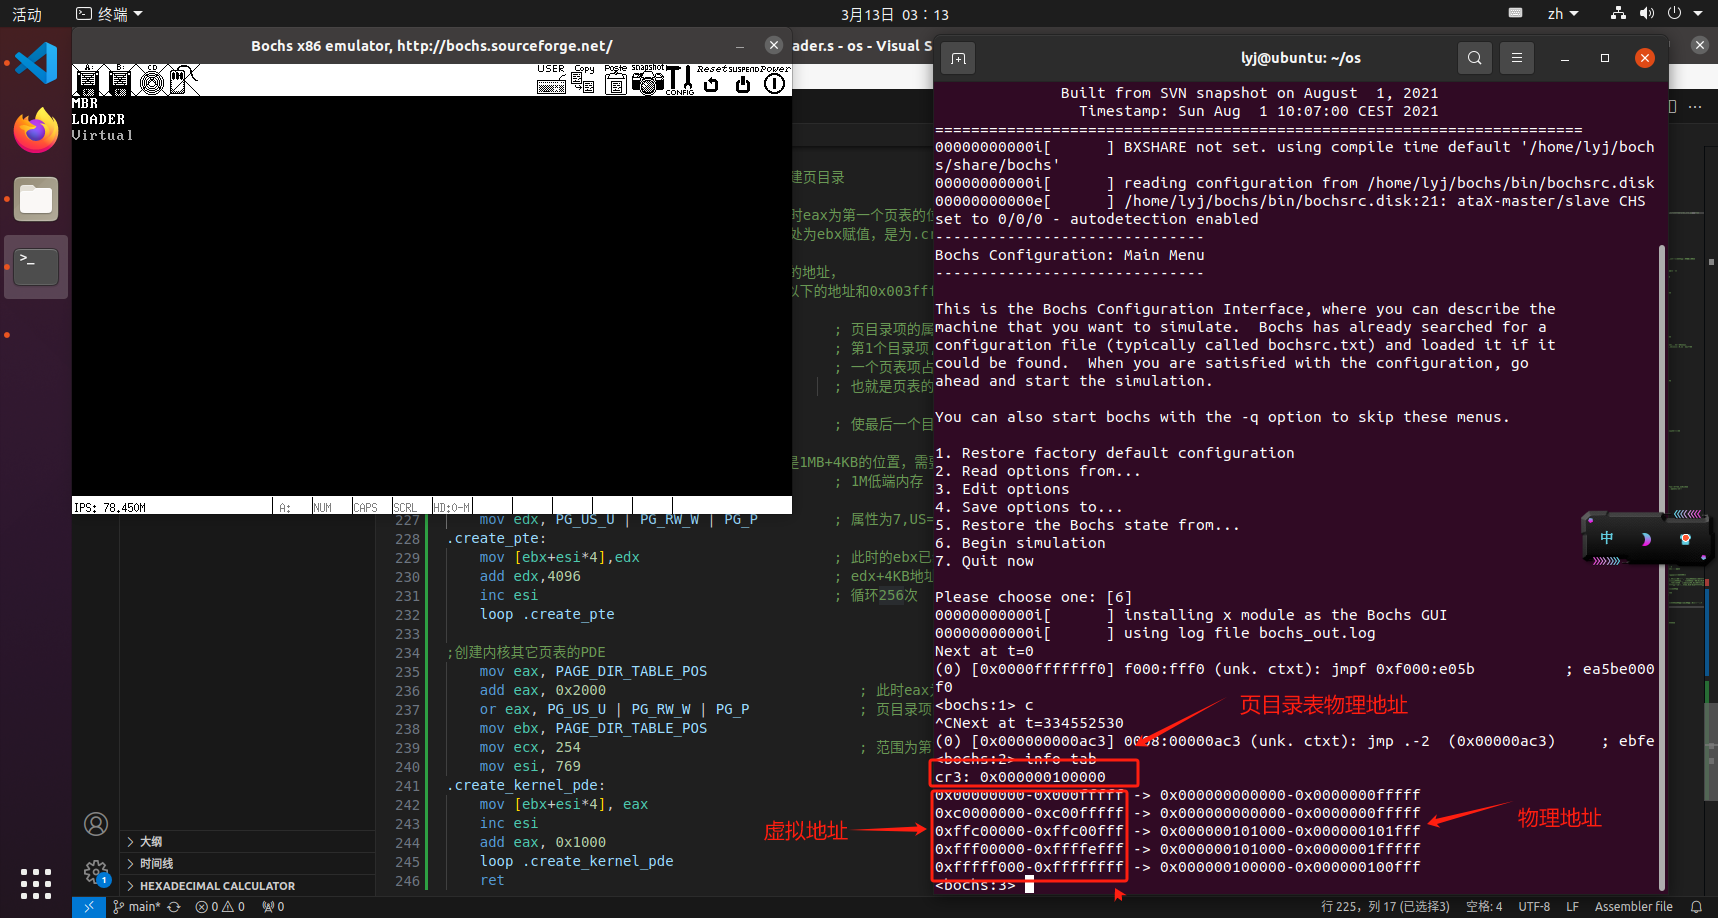 活动
终端
3月13日 03：13
zh
Bochs x86 emulator, http://bochs.sourceforge.net/
ader.s - os - Visual S
lyj@ubuntu: ~/os
A:
B:
CD
USER
Copy
Paste
snapshot
CONFIG
Reset
SUSPEND
Power
MBR
LOADER
Virtual
IPS: 78.450M
A:
NUM
CAPS
SCRL
HD:0-M
建页目录
时eax为第一个页表的位
处为ebx赋值，是为.cr
的地址，
以下的地址和0x003fff
; 页目录项的属
; 第1个目录项,
; 一个页表项占
; 也就是页表的
; 使最后一个目
是1MB+4KB的位置，需要
; 1M低端内存
227 mov edx, PG_US_U | PG_RW_W | PG_P ; 属性为7,US=
228 .create_pte:
229 mov [ebx+esi*4],edx ; 此时的ebx已
230 add edx,4096 ; edx+4KB地址
231 inc esi ; 循环256次
232 loop .create_pte
233
234 ;创建内核其它页表的PDE
235 mov eax, PAGE_DIR_TABLE_POS
236 add eax, 0x2000 ; 此时eax为
237 or eax, PG_US_U | PG_RW_W | PG_P ; 页目录项
238 mov ebx, PAGE_DIR_TABLE_POS
239 mov ecx, 254 ; 范围为第
240 mov esi, 769
241 .create_kernel_pde:
242 mov [ebx+esi*4], eax
243 inc esi
244 add eax, 0x1000
245 loop .create_kernel_pde
246 ret
大纲
时间线
HEXADECIMAL CALCULATOR
1
Built from SVN snapshot on August  1, 2021
Timestamp: Sun Aug  1 10:07:00 CEST 2021
========================================================================
00000000000i[      ] BXSHARE not set. using compile time default '/home/lyj/boch
s/share/bochs'
00000000000i[      ] reading configuration from /home/lyj/bochs/bin/bochsrc.disk
00000000000e[      ] /home/lyj/bochs/bin/bochsrc.disk:21: ataX-master/slave CHS
set to 0/0/0 - autodetection enabled
------------------------------
Bochs Configuration: Main Menu
------------------------------
This is the Bochs Configuration Interface, where you can describe the
machine that you want to simulate.  Bochs has already searched for a
configuration file (typically called bochsrc.txt) and loaded it if it
could be found.  When you are satisfied with the configuration, go
ahead and start the simulation.
You can also start bochs with the -q option to skip these menus.
1. Restore factory default configuration
2. Read options from...
3. Edit options
4. Save options to...
5. Restore the Bochs state from...
6. Begin simulation
7. Quit now
Please choose one: [6]
00000000000i[      ] installing x module as the Bochs GUI
00000000000i[      ] using log file bochs_out.log
Next at t=0
(0) [0x0000fffffff0] f000:fff0 (unk. ctxt): jmpf 0xf000:e05b          ; ea5be000
f0
<bochs:1> c
^CNext at t=334552530
(0) [0x000000000ac3] 0008:00000ac3 (unk. ctxt): jmp .-2  (0x00000ac3)     ; ebfe
<bochs:2> info tab
cr3: 0x000000100000
0x00000000-0x000fffff -> 0x000000000000-0x0000000fffff
0xc0000000-0xc00fffff -> 0x000000000000-0x0000000fffff
0xffc00000-0xffc00fff -> 0x000000101000-0x000000101fff
0xfff00000-0xffffefff -> 0x000000101000-0x0000001fffff
0xfffff000-0xffffffff -> 0x000000100000-0x000000100fff
<bochs:3>
页目录表物理地址
虚拟地址
物理地址
中
main*
0
0
0
行 225，列 17 (已选择3)
空格: 4
UTF-8
LF
Assembler file